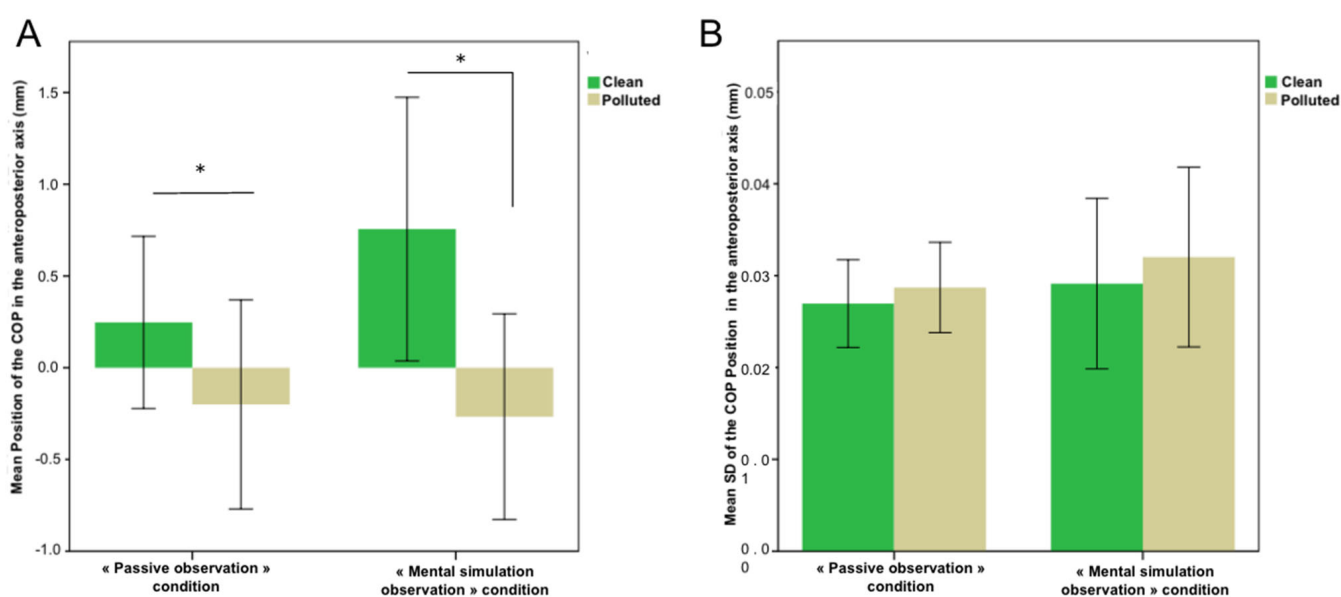 A
Mean Position of the COP in the anteroposterior axis (mm)
1.5
1.0
0.5
0.0
-0.5
-1.0
*
*
Clean
Polluted
« Passive observation »
condition
« Mental simulation
observation » condition
B
Mean SD of the COP Position in the anteroposterior axis (mm)
0.05
0.04
0.03
0.02
0 . 0
1
0 . 0
0
Clean
Polluted
« Passive observation »
condition
« Mental simulation
observation » condition